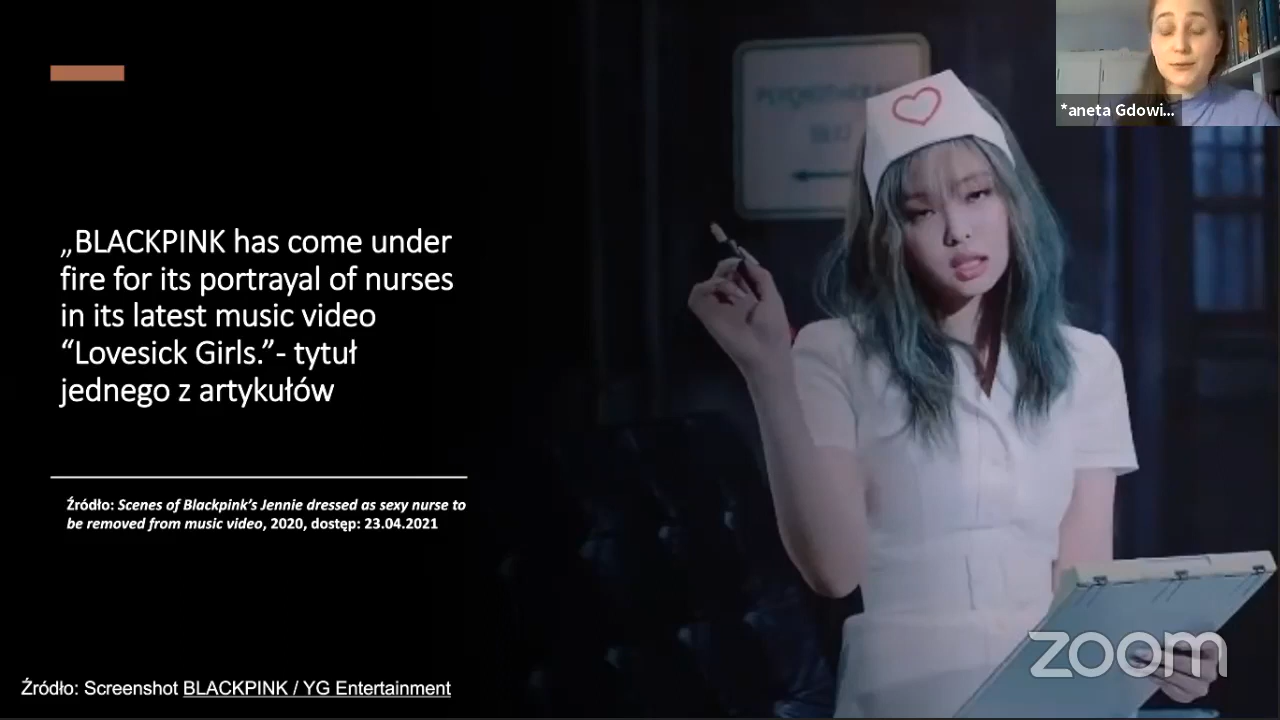 *aneta Gdowi...
„BLACKPINK has come under
fire for its portrayal of nurses
in its latest music video
“Lovesick Girls.”- tytuł
jednego z artykułów
Źródło: Scenes of Blackpink’s Jennie dressed as sexy nurse to
be removed from music video, 2020, dostęp: 23.04.2021
Źródło: Screenshot BLACKPINK / YG Entertainment
zoom